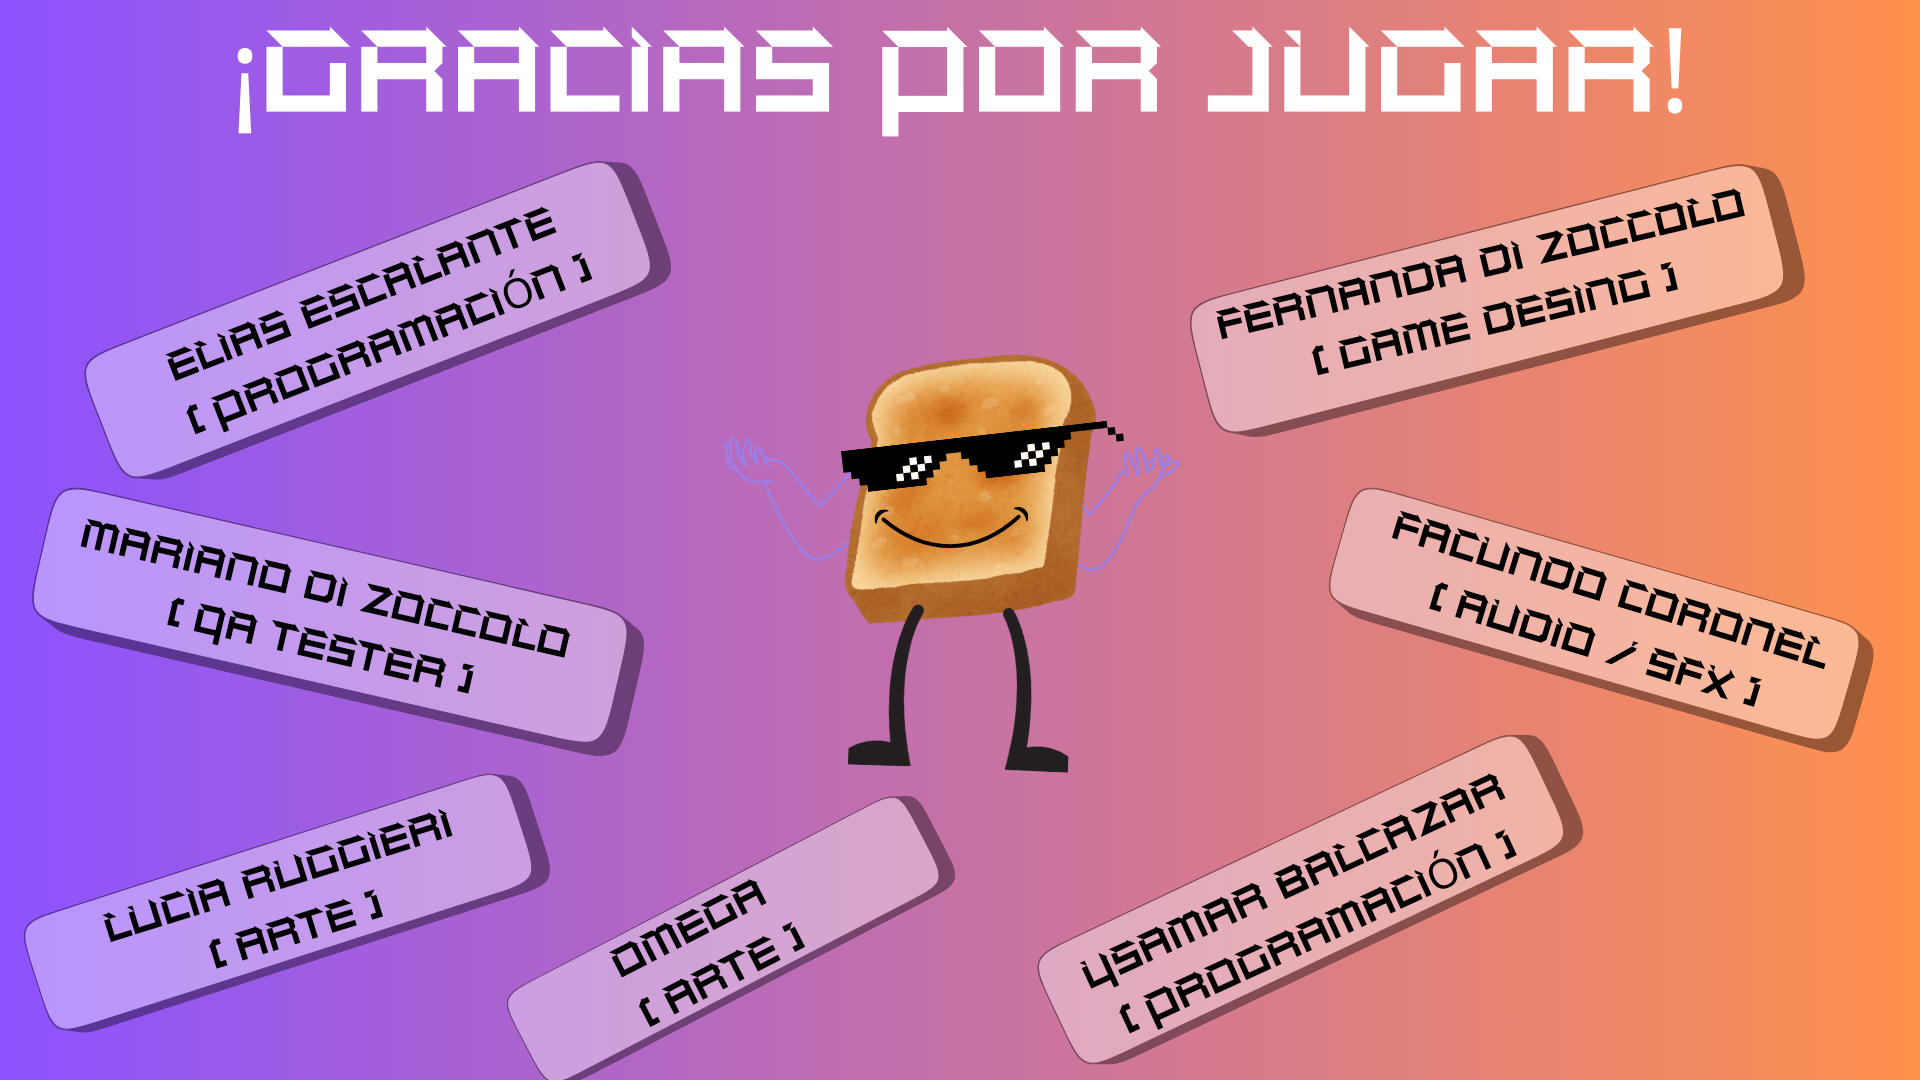 ¡GRACIAS POR JUGAR!
ELIAS ESCALANTE
( PROGRAMACIÓN )
FERNANDA DI ZOCCOLO
( GAME DESING )
MARIANO DI ZOCCOLO
( QA TESTER )
FACUNDO CORONEL
( AUDIO / SFX )
LUCIA RUGGIERI
( ARTE )
OMEGA
( ARTE )
YSAMAR BALCAZAR
( PROGRAMACIÓN )